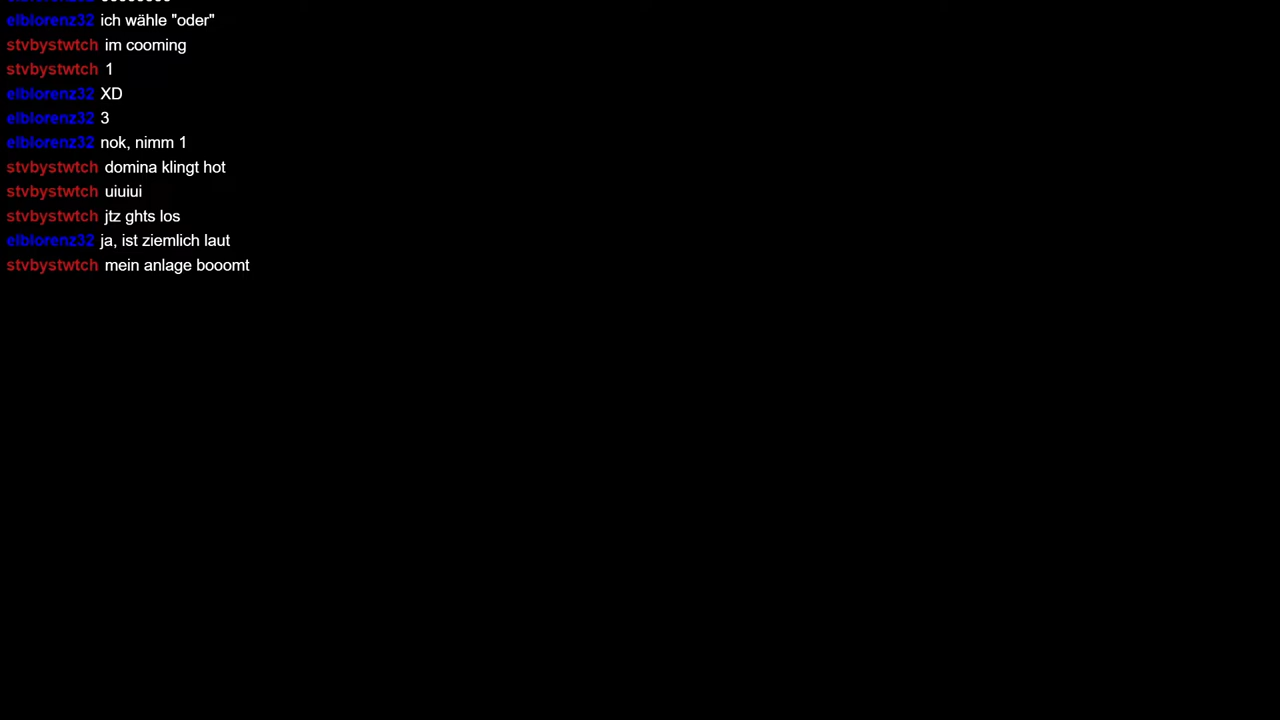 elblorenz32 ich wähle "oder"
stvbystwtch im cooming
stvbystwtch 1
elblorenz32 XD
elblorenz32 3
elblorenz32 nok, nimm 1
stvbystwtch domina klingt hot
stvbystwtch uiuiui
stvbystwtch jtz ghts los
elblorenz32 ja, ist ziemlich laut
stvbystwtch mein anlage booomt